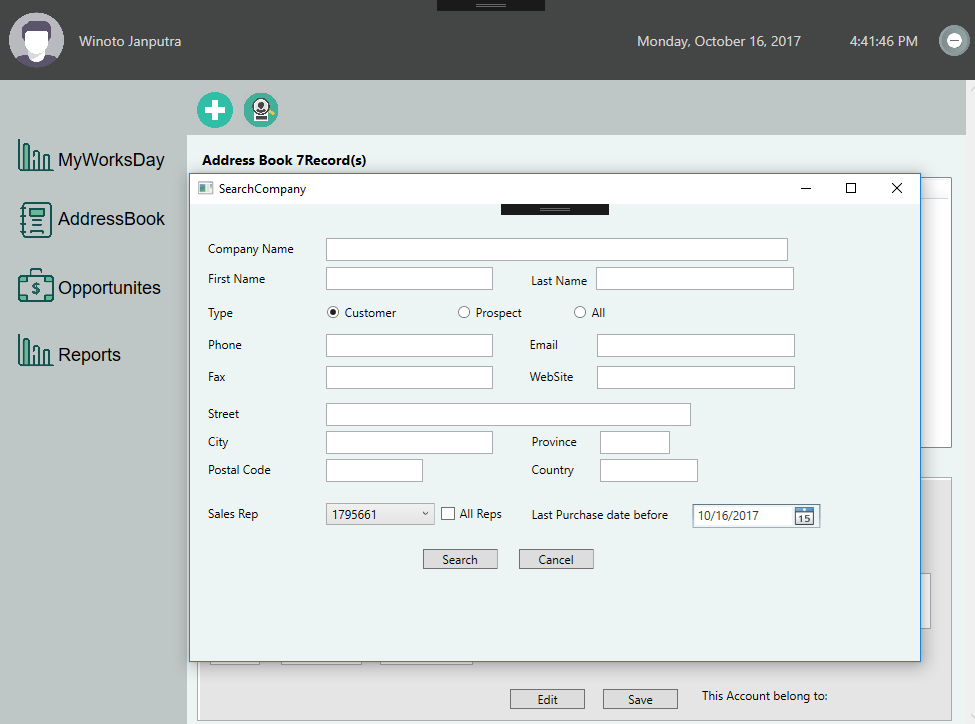 Winoto Janputra Monday, October 16, 2017 4:41:46 PM
MyWorksDay
AddressBook
$ Opportunites
Reports
Address Book 7Record(s)
SearchCompany
Company Name
First Name Last Name
Type Customer Prospect All
Phone Email
Fax WebSite
Street
City Province
Postal Code Country
Sales Rep 1795661 All Reps Last Purchase date before 10/16/2017 15
Search Cancel
Edit Save This Account belong to: